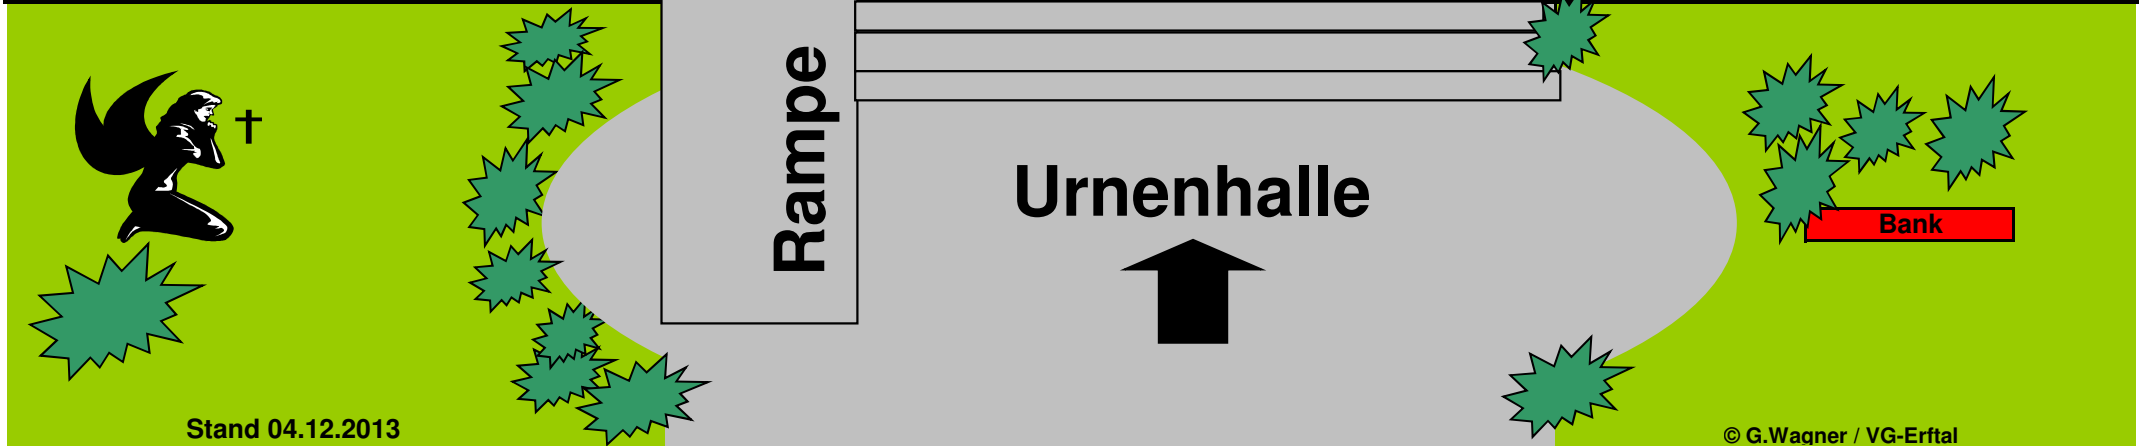 Rampe
Urnenhalle
Bank
Stand 04.12.2013
© G.Wagner / VG-Erftal